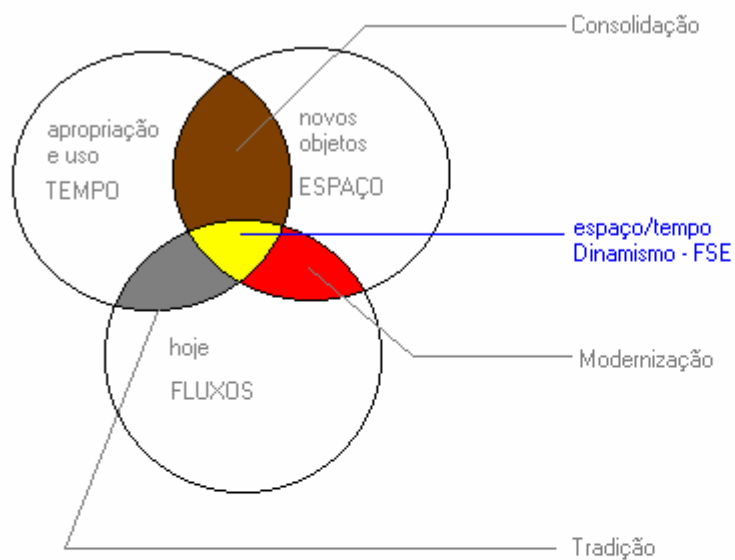 Consolidação
apropriação
e uso
TEMPO
novos
objetos
ESPAÇO
espaço/tempo
Dinamismo - FSE
hoje
FLUXOS
Modernização
Tradição